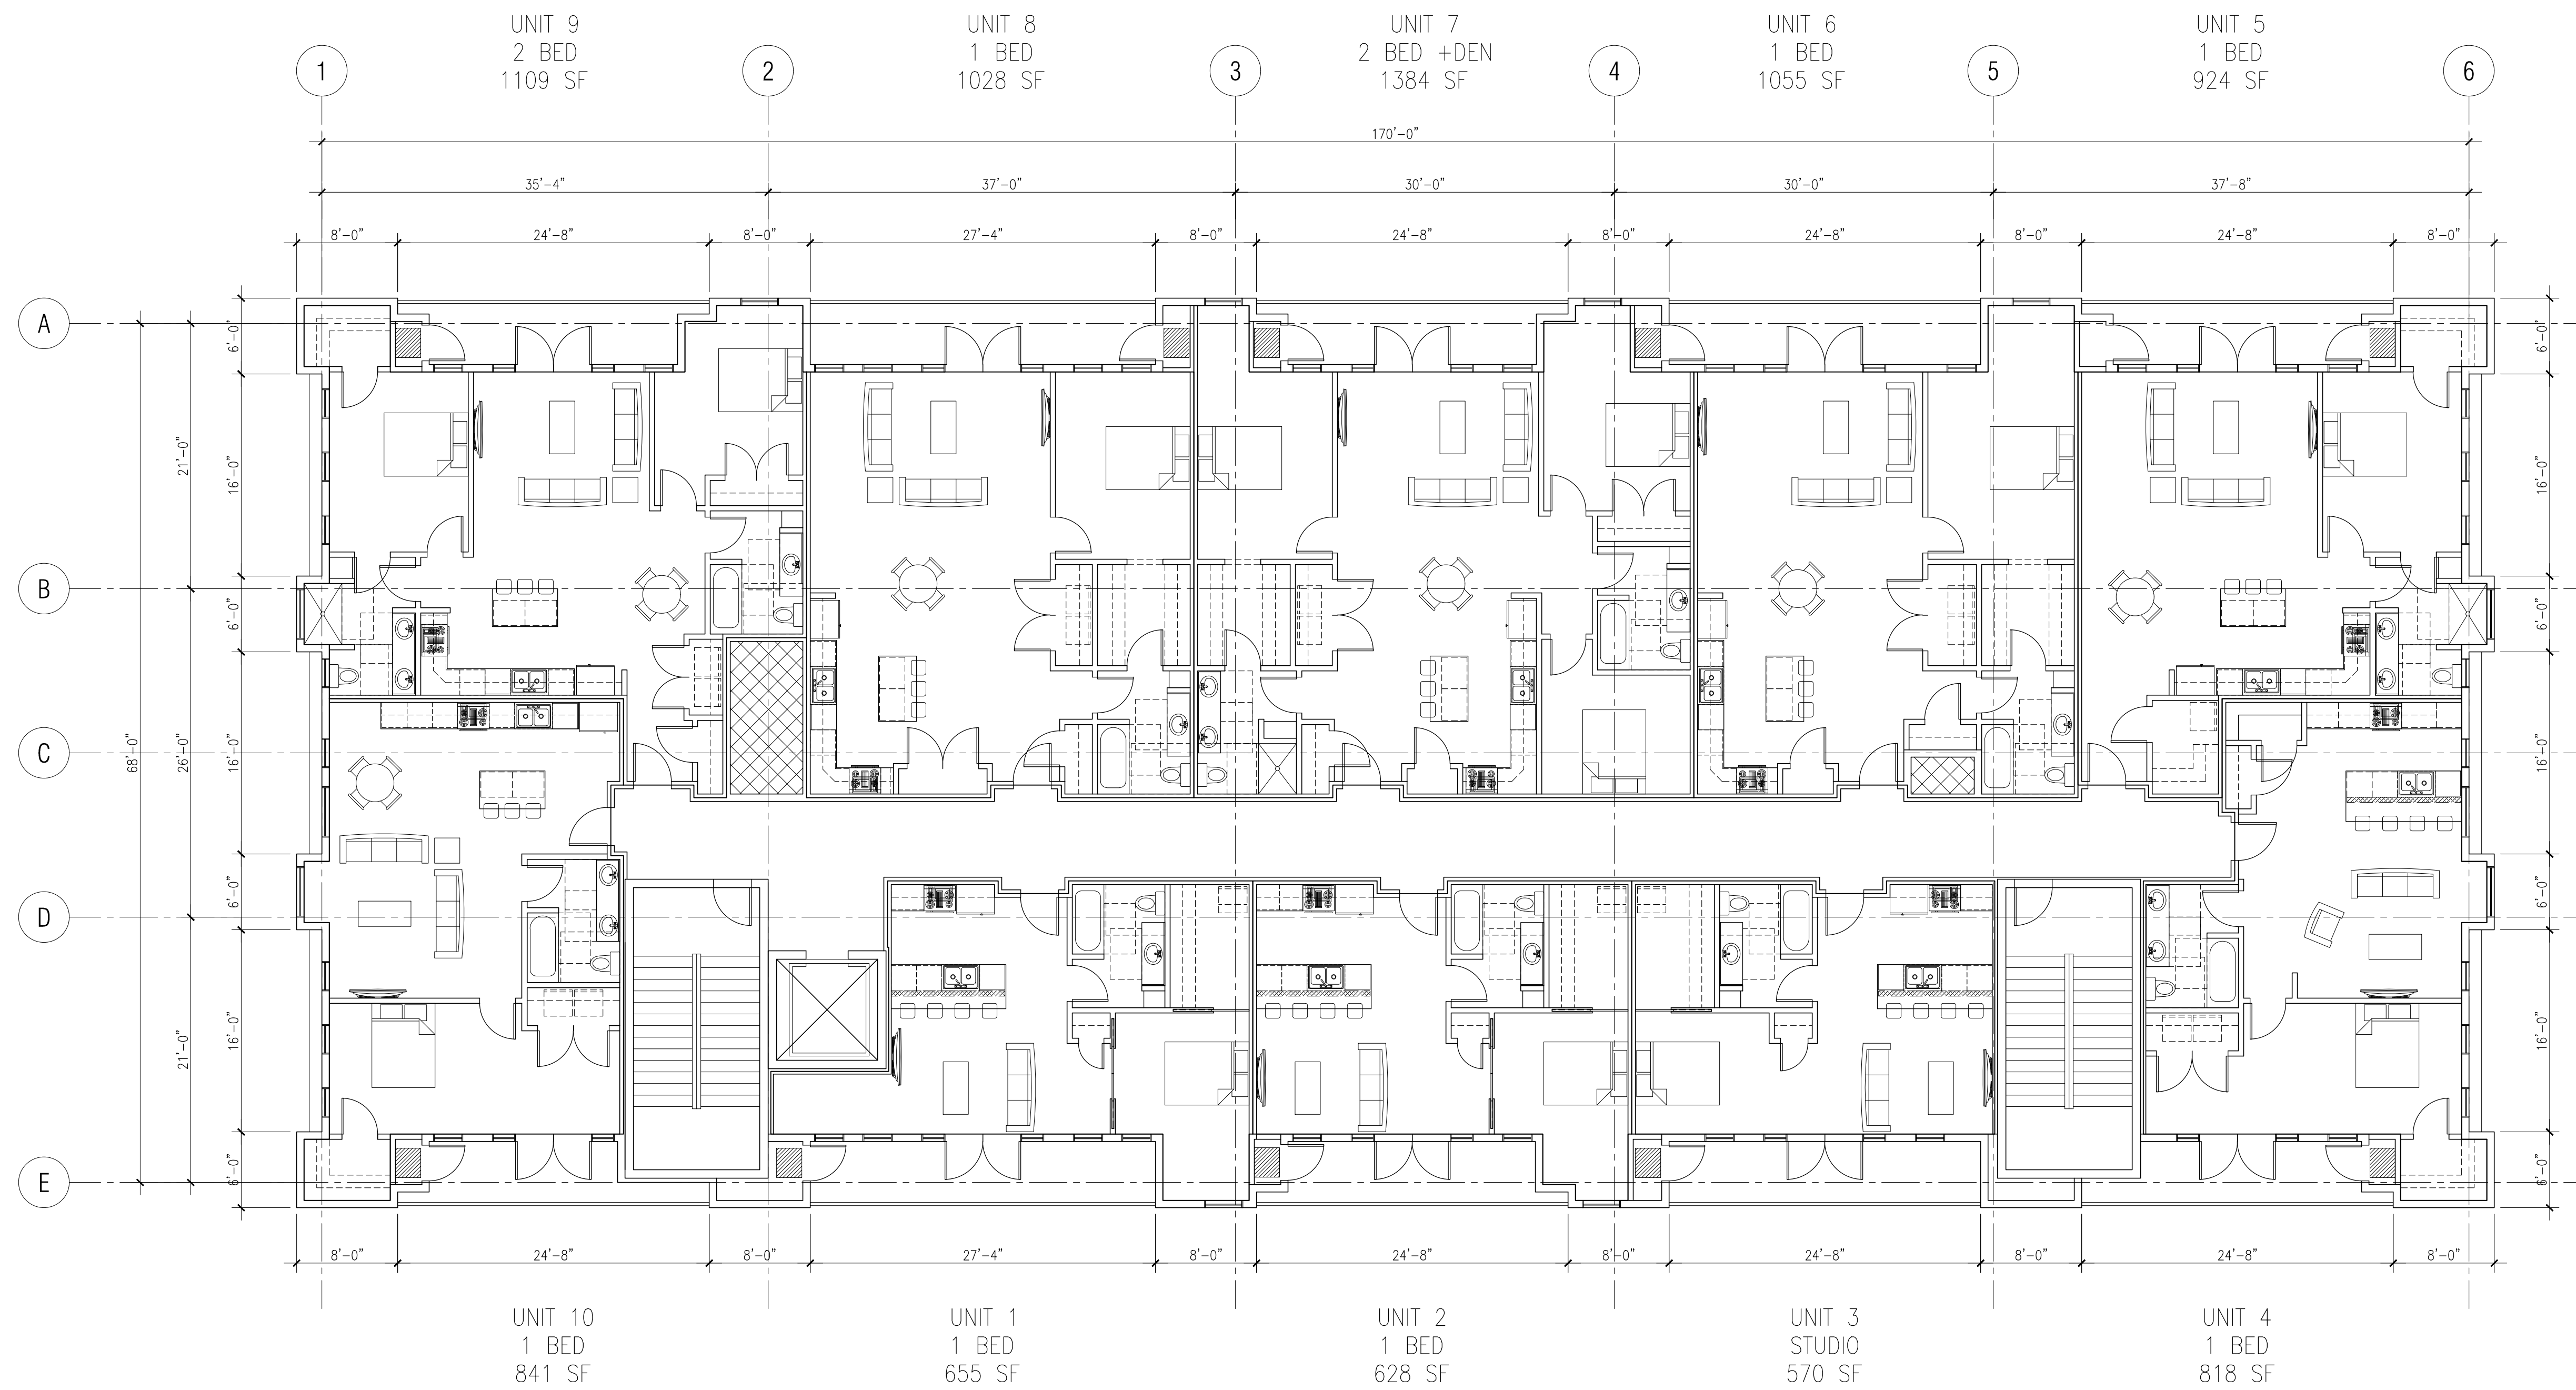 UNIT 9
2 BED
1109 SF
UNIT 8
1 BED
1028 SF
UNIT 7
2 BED +DEN
1384 SF
UNIT 6
1 BED
1055 SF
UNIT 5
1 BED
924 SF
1 2 3 4 5 6
170'-0"
35'-4" 37'-0" 30'-0" 30'-0" 37'-8"
8'-0" 24'-8" 8'-0" 27'-4" 8'-0" 24'-8" 8'-0" 24'-8" 8'-0" 24'-8" 8'-0"
A
B
C
D
E
68'-0"
21'-0"
26'-0"
21'-0"
6'-0"
16'-0"
6'-0"
16'-0"
6'-0"
16'-0"
6'-0"
6'-0"
16'-0"
6'-0"
16'-0"
6'-0"
16'-0"
6'-0"
8'-0" 24'-8" 8'-0" 27'-4" 8'-0" 24'-8" 8'-0" 24'-8" 8'-0" 24'-8" 8'-0"
UNIT 10
1 BED
841 SF
UNIT 1
1 BED
655 SF
UNIT 2
1 BED
628 SF
UNIT 3
STUDIO
570 SF
UNIT 4
1 BED
818 SF